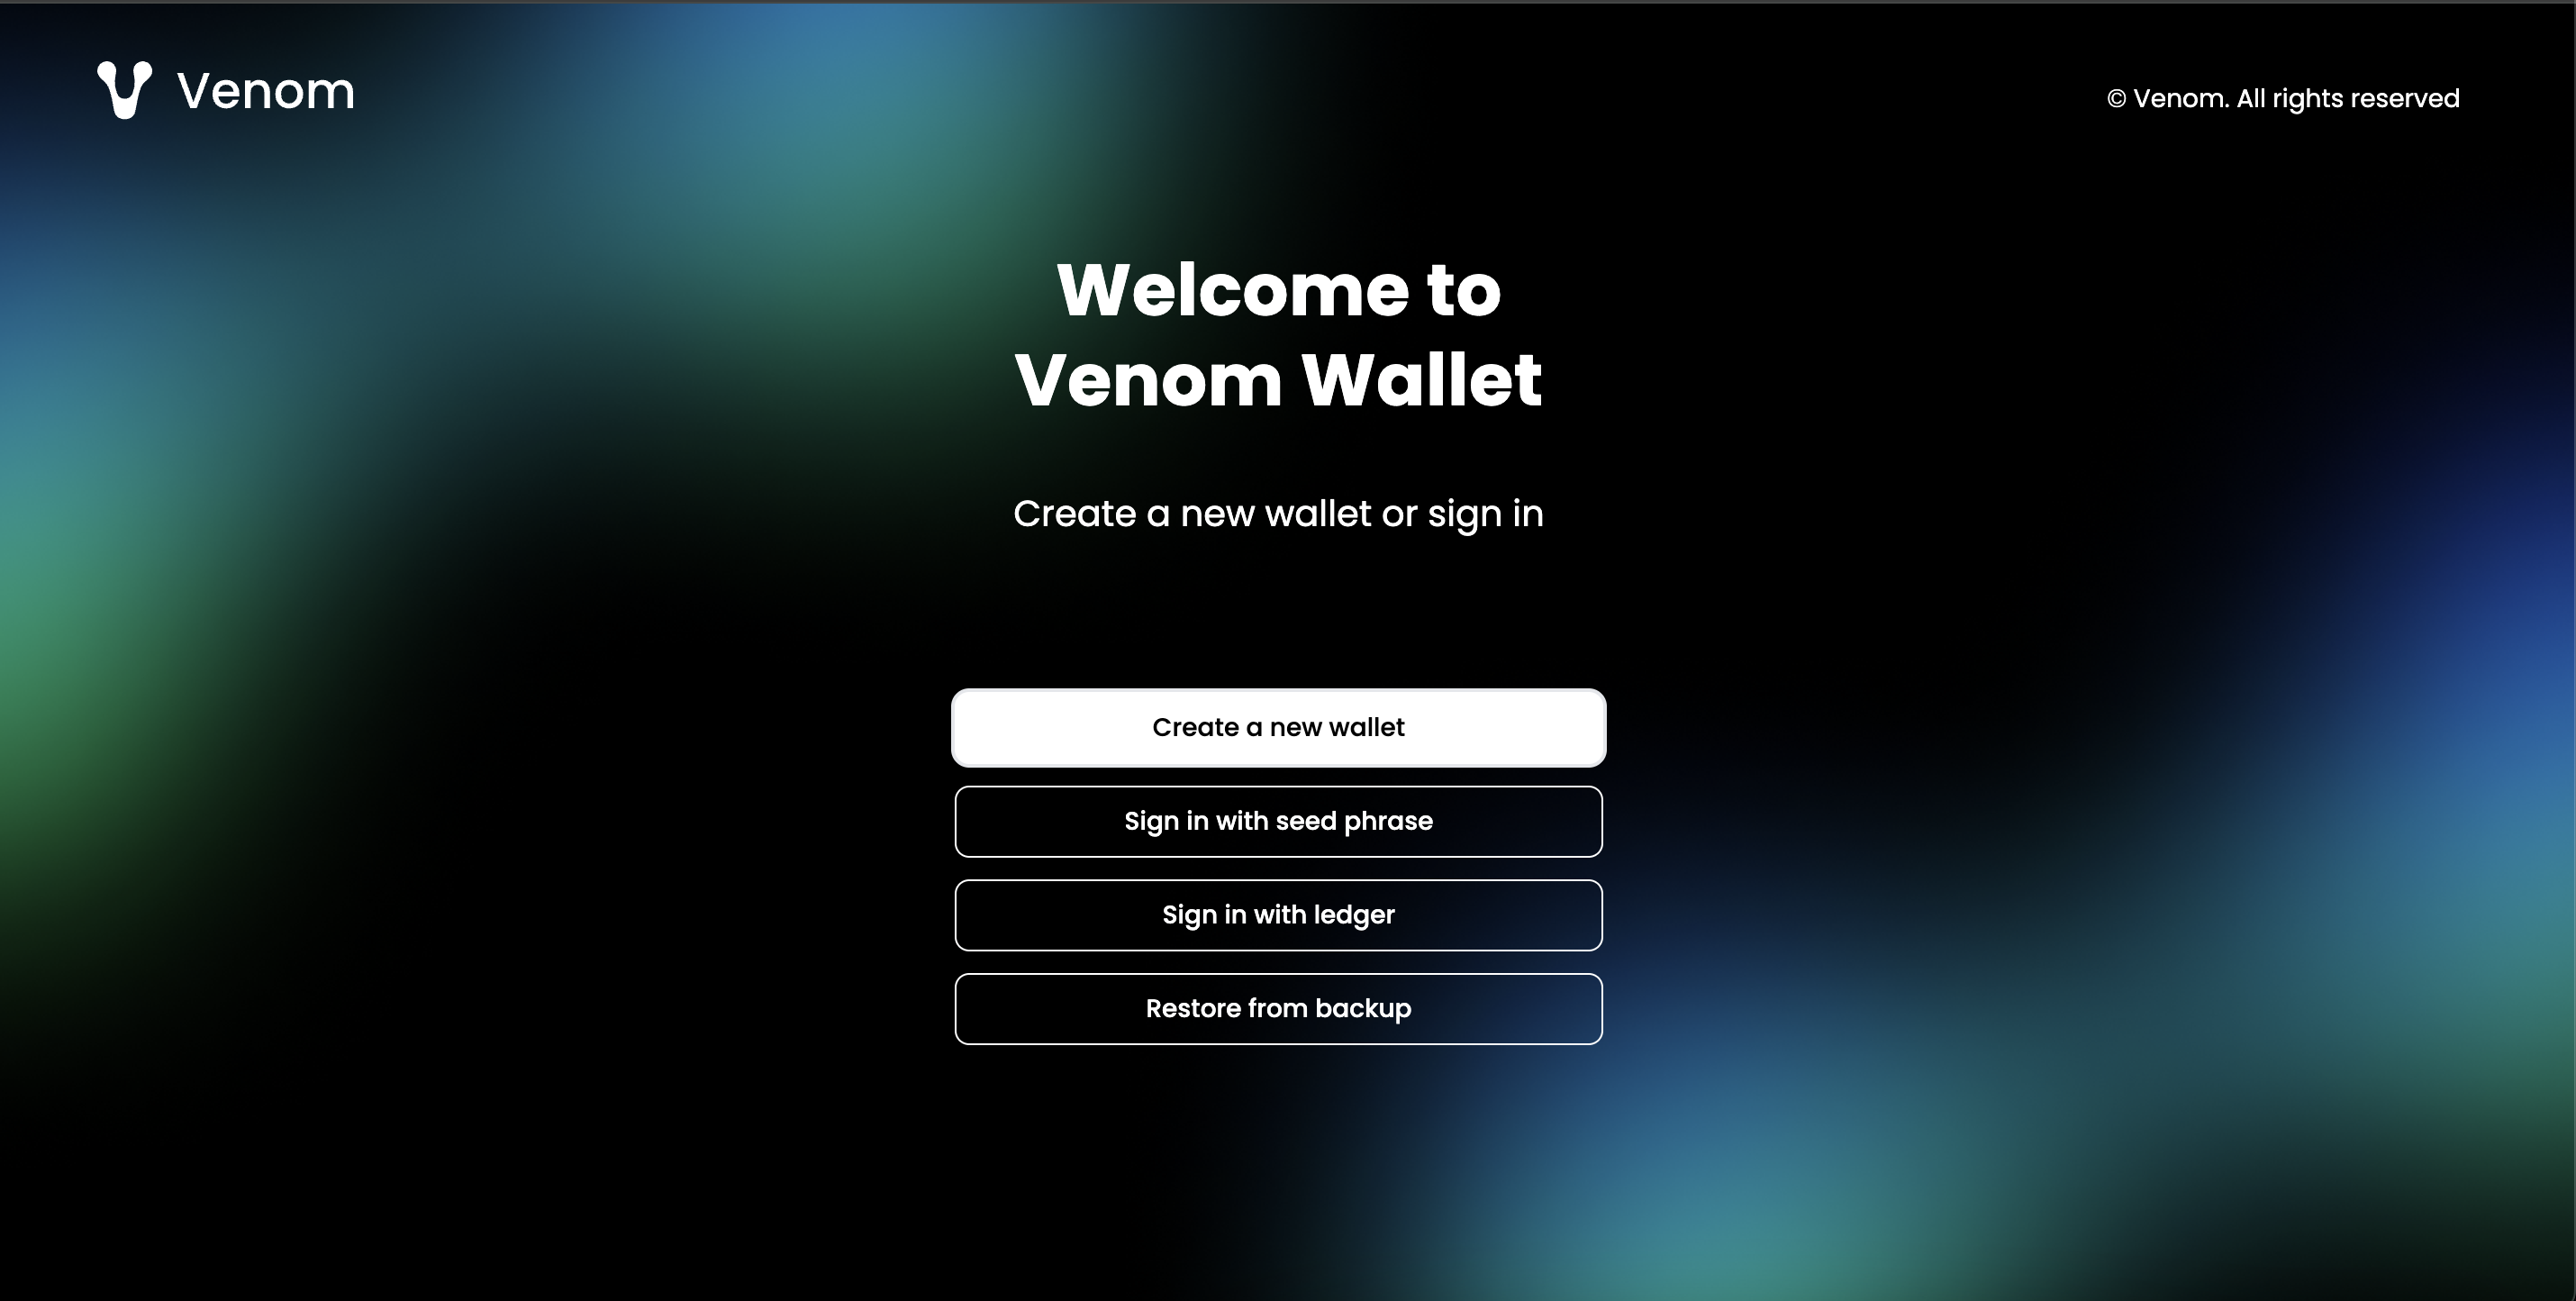 Venom
© Venom. All rights reserved
Welcome to
Venom Wallet
Create a new wallet or sign in
Create a new wallet
Sign in with seed phrase
Sign in with ledger
Restore from backup